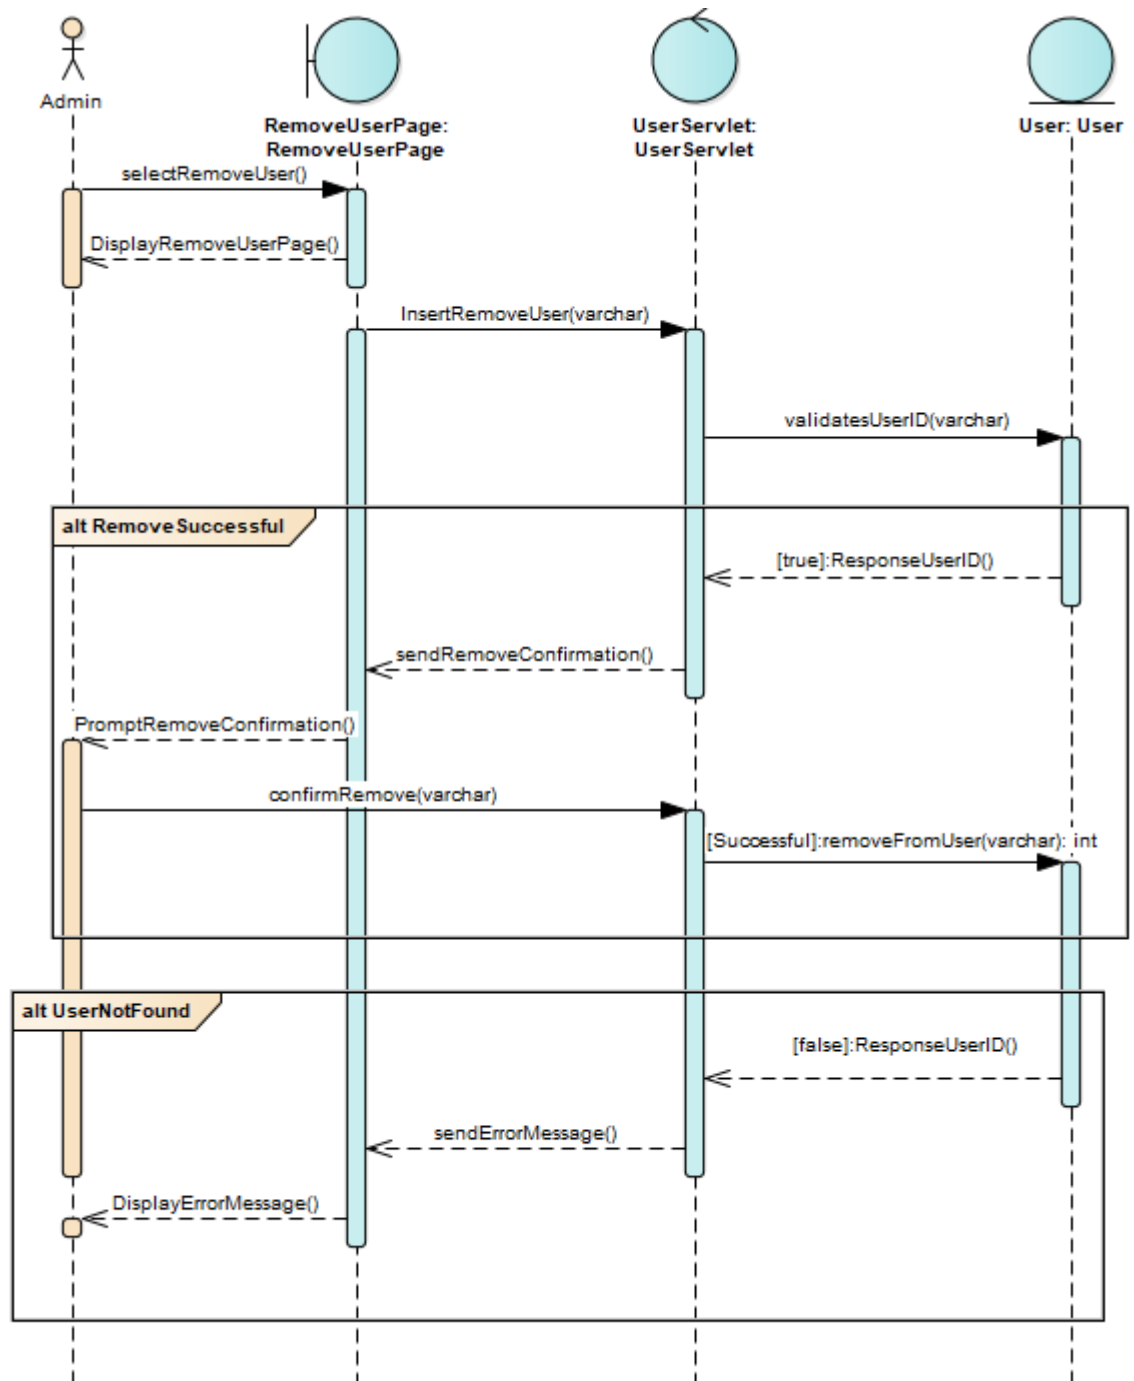 Admin
RemoveUserPage:
RemoveUserPage
UserServlet:
UserServlet
User: User
selectRemoveUser()
DisplayRemoveUserPage()
InsertRemoveUser(varchar)
validatesUserID(varchar)
alt RemoveSuccessful
[true]:ResponseUserID()
sendRemoveConfirmation()
PromptRemoveConfirmation()
confirmRemove(varchar)
[Successful]:removeFromUser(varchar): int
alt UserNotFound
[false]:ResponseUserID()
sendErrorMessage()
DisplayErrorMessage()